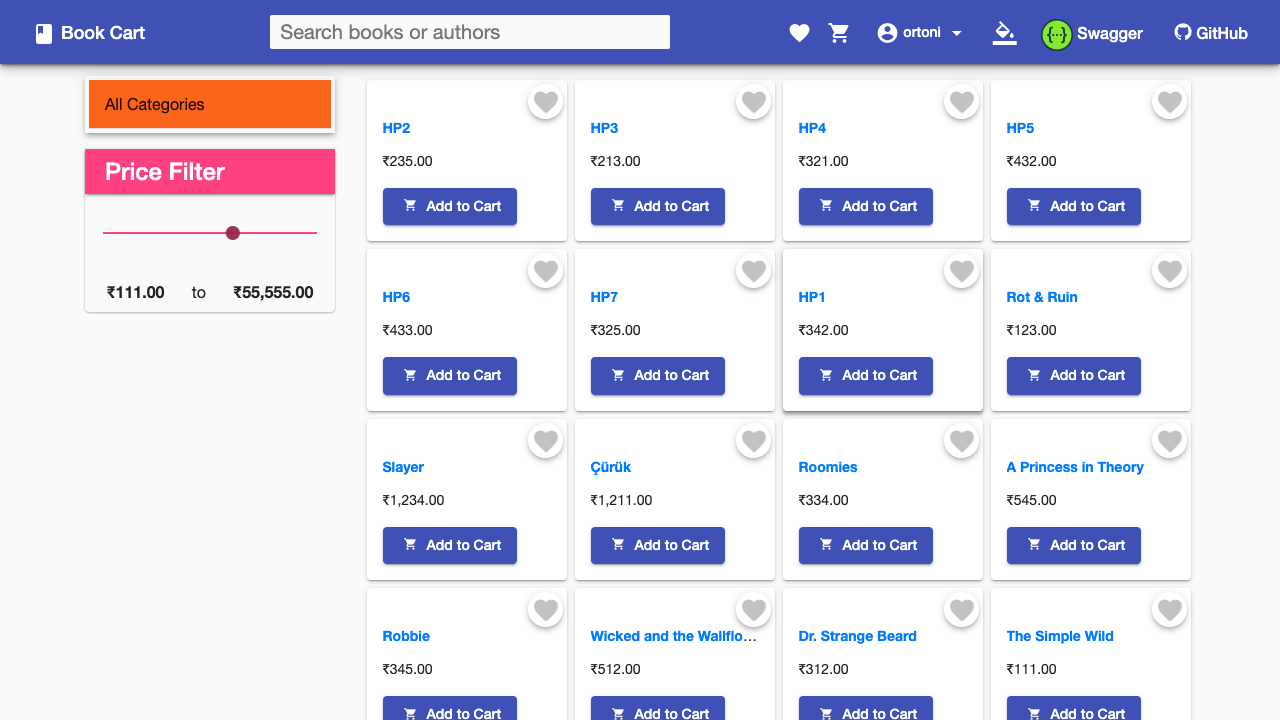 Book Cart
Search books or authors
ortoni
Swagger
GitHub
All Categories
Price Filter
₹111.00 to ₹55,555.00
HP2
₹235.00
Add to Cart
HP3
₹213.00
Add to Cart
HP4
₹321.00
Add to Cart
HP5
₹432.00
Add to Cart
HP6
₹433.00
Add to Cart
HP7
₹325.00
Add to Cart
HP1
₹342.00
Add to Cart
Rot & Ruin
₹123.00
Add to Cart
Slayer
₹1,234.00
Add to Cart
Çürük
₹1,211.00
Add to Cart
Roomies
₹334.00
Add to Cart
A Princess in Theory
₹545.00
Add to Cart
Robbie
₹345.00
Add to Cart
Wicked and the Wallflo…
₹512.00
Add to Cart
Dr. Strange Beard
₹312.00
Add to Cart
The Simple Wild
₹111.00
Add to Cart